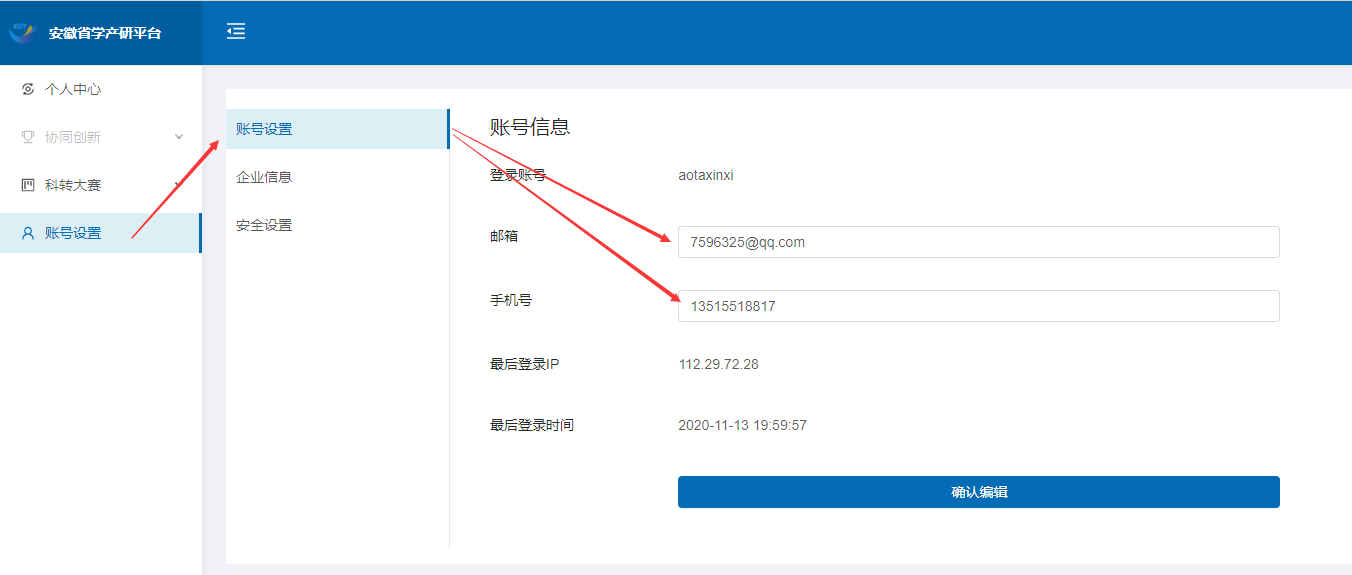 安徽省学产研平台
个人中心
协同创新
科转大赛
账号设置
账号设置
企业信息
安全设置
账号信息
登录账号 aotaxinxi
邮箱 7596325@qq.com
手机号 13515518817
最后登录IP 112.29.72.28
最后登录时间 2020-11-13 19:59:57
确认编辑